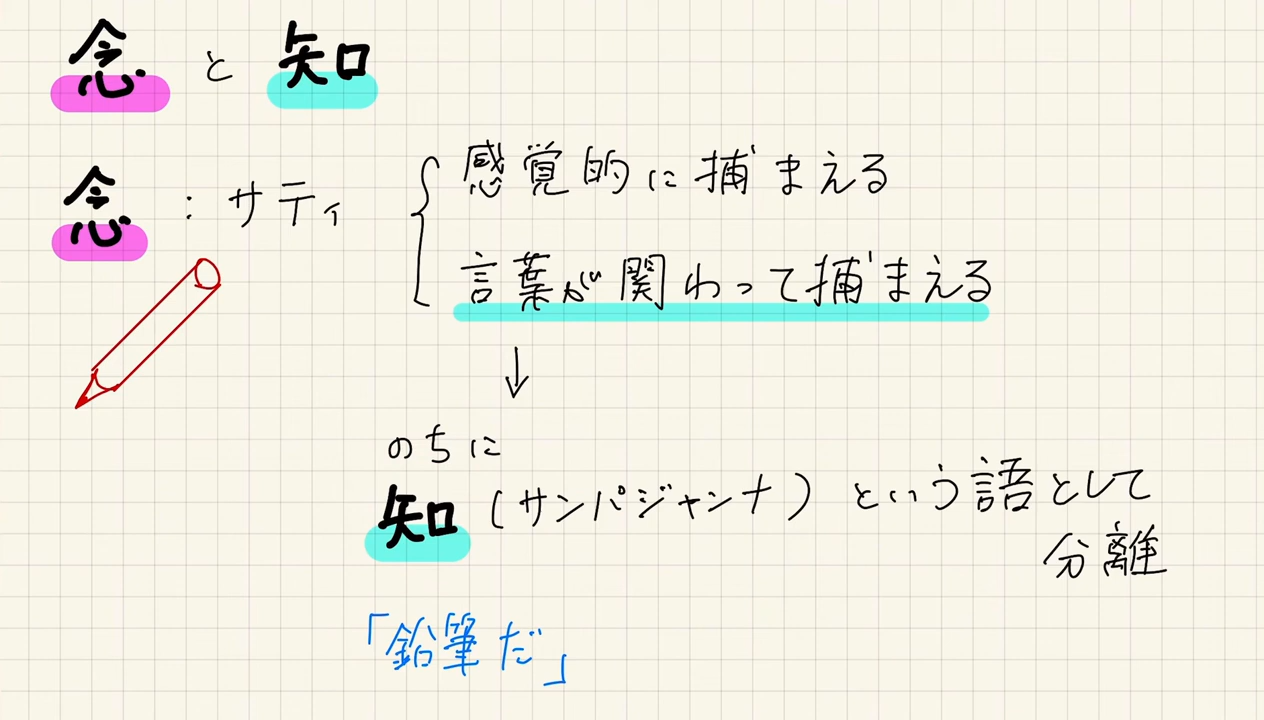 念 と 知
念 : サティ
感覚的に捕まえる
言葉が関わって捕まえる
↓
のちに
知 (サンパジャンナ) という語として
分離
「鉛筆だ」